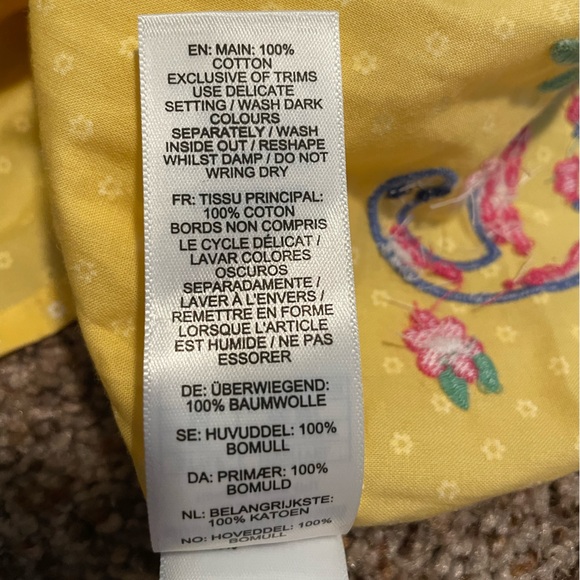 EN: MAIN: 100%
COTTON
EXCLUSIVE OF TRIMS
USE DELICATE
SETTING / WASH DARK
COLOURS
SEPARATELY / WASH
INSIDE OUT / RESHAPE
WHILST DAMP / DO NOT
WRING DRY
FR: TISSU PRINCIPAL:
100% COTON
BORDS NON COMPRIS
LE CYCLE DÉLICAT /
LAVAR COLORES
OSCUROS
SEPARADAMENTE /
LAVER À L'ENVERS /
REMETTRE EN FORME
LORSQUE L'ARTICLE
EST HUMIDE / NE PAS
ESSORER
DE: ÜBERWIEGEND:
100% BAUMWOLLE
SE: HUVUDDEL: 100%
BOMULL
DA: PRIMÆR: 100%
BOMULD
NL: BELANGRIJKSTE:
100% KATOEN
NO: HOVEDDEL: 100%
BOMULL